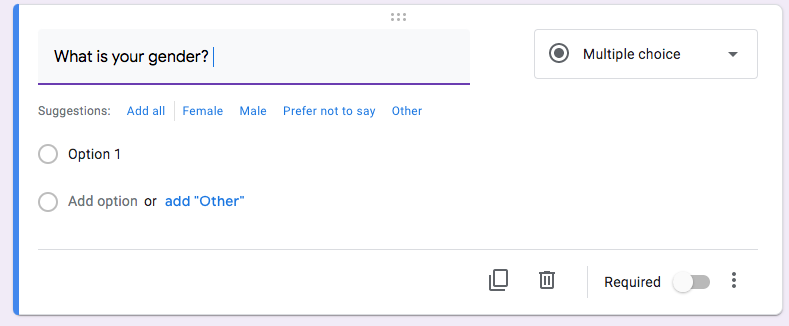 What is your gender?
Multiple choice
Suggestions: Add all Female Male Prefer not to say Other
Option 1
Add option or add "Other"
Required